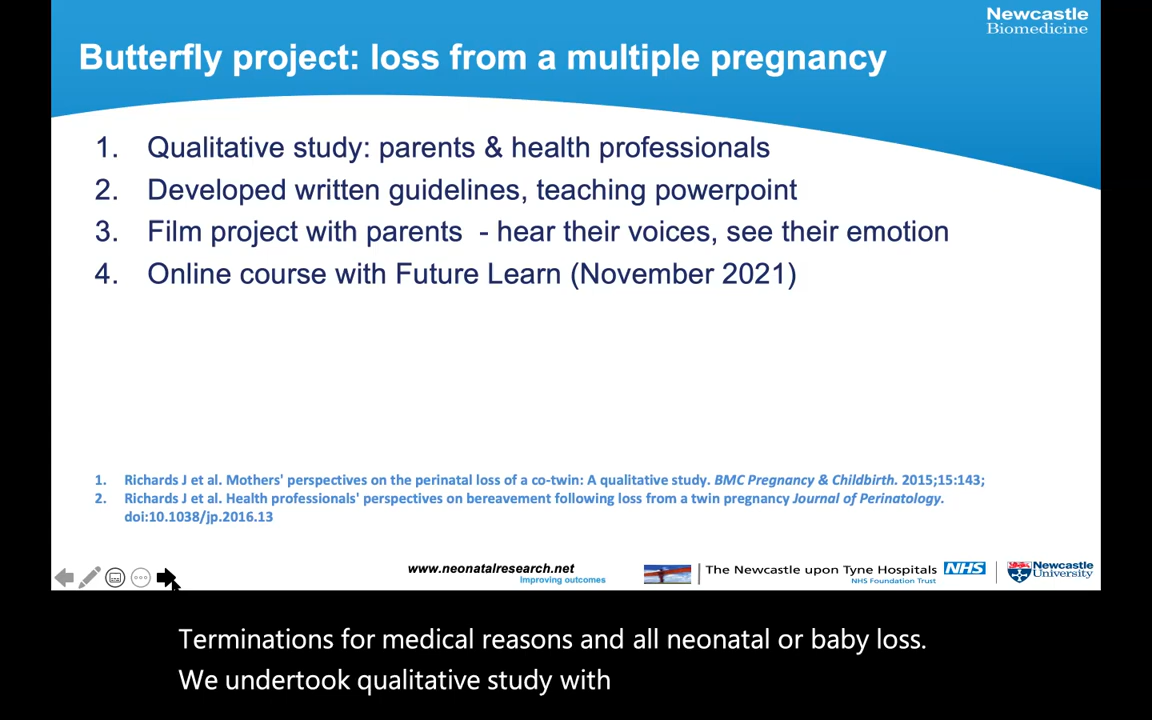 Newcastle
Biomedicine
Butterfly project: loss from a multiple pregnancy
1. Qualitative study: parents & health professionals
2. Developed written guidelines, teaching powerpoint
3. Film project with parents - hear their voices, see their emotion
4. Online course with Future Learn (November 2021)
1. Richards J et al. Mothers' perspectives on the perinatal loss of a co-twin: A qualitative study. BMC Pregnancy & Childbirth. 2015;15:143;
2. Richards J et al. Health professionals' perspectives on bereavement following loss from a twin pregnancy Journal of Perinatology.
doi:10.1038/jp.2016.13
www.neonatalresearch.net
Improving outcomes
The Newcastle upon Tyne Hospitals NHS
NHS Foundation Trust
Newcastle
University
Terminations for medical reasons and all neonatal or baby loss.
We undertook qualitative study with